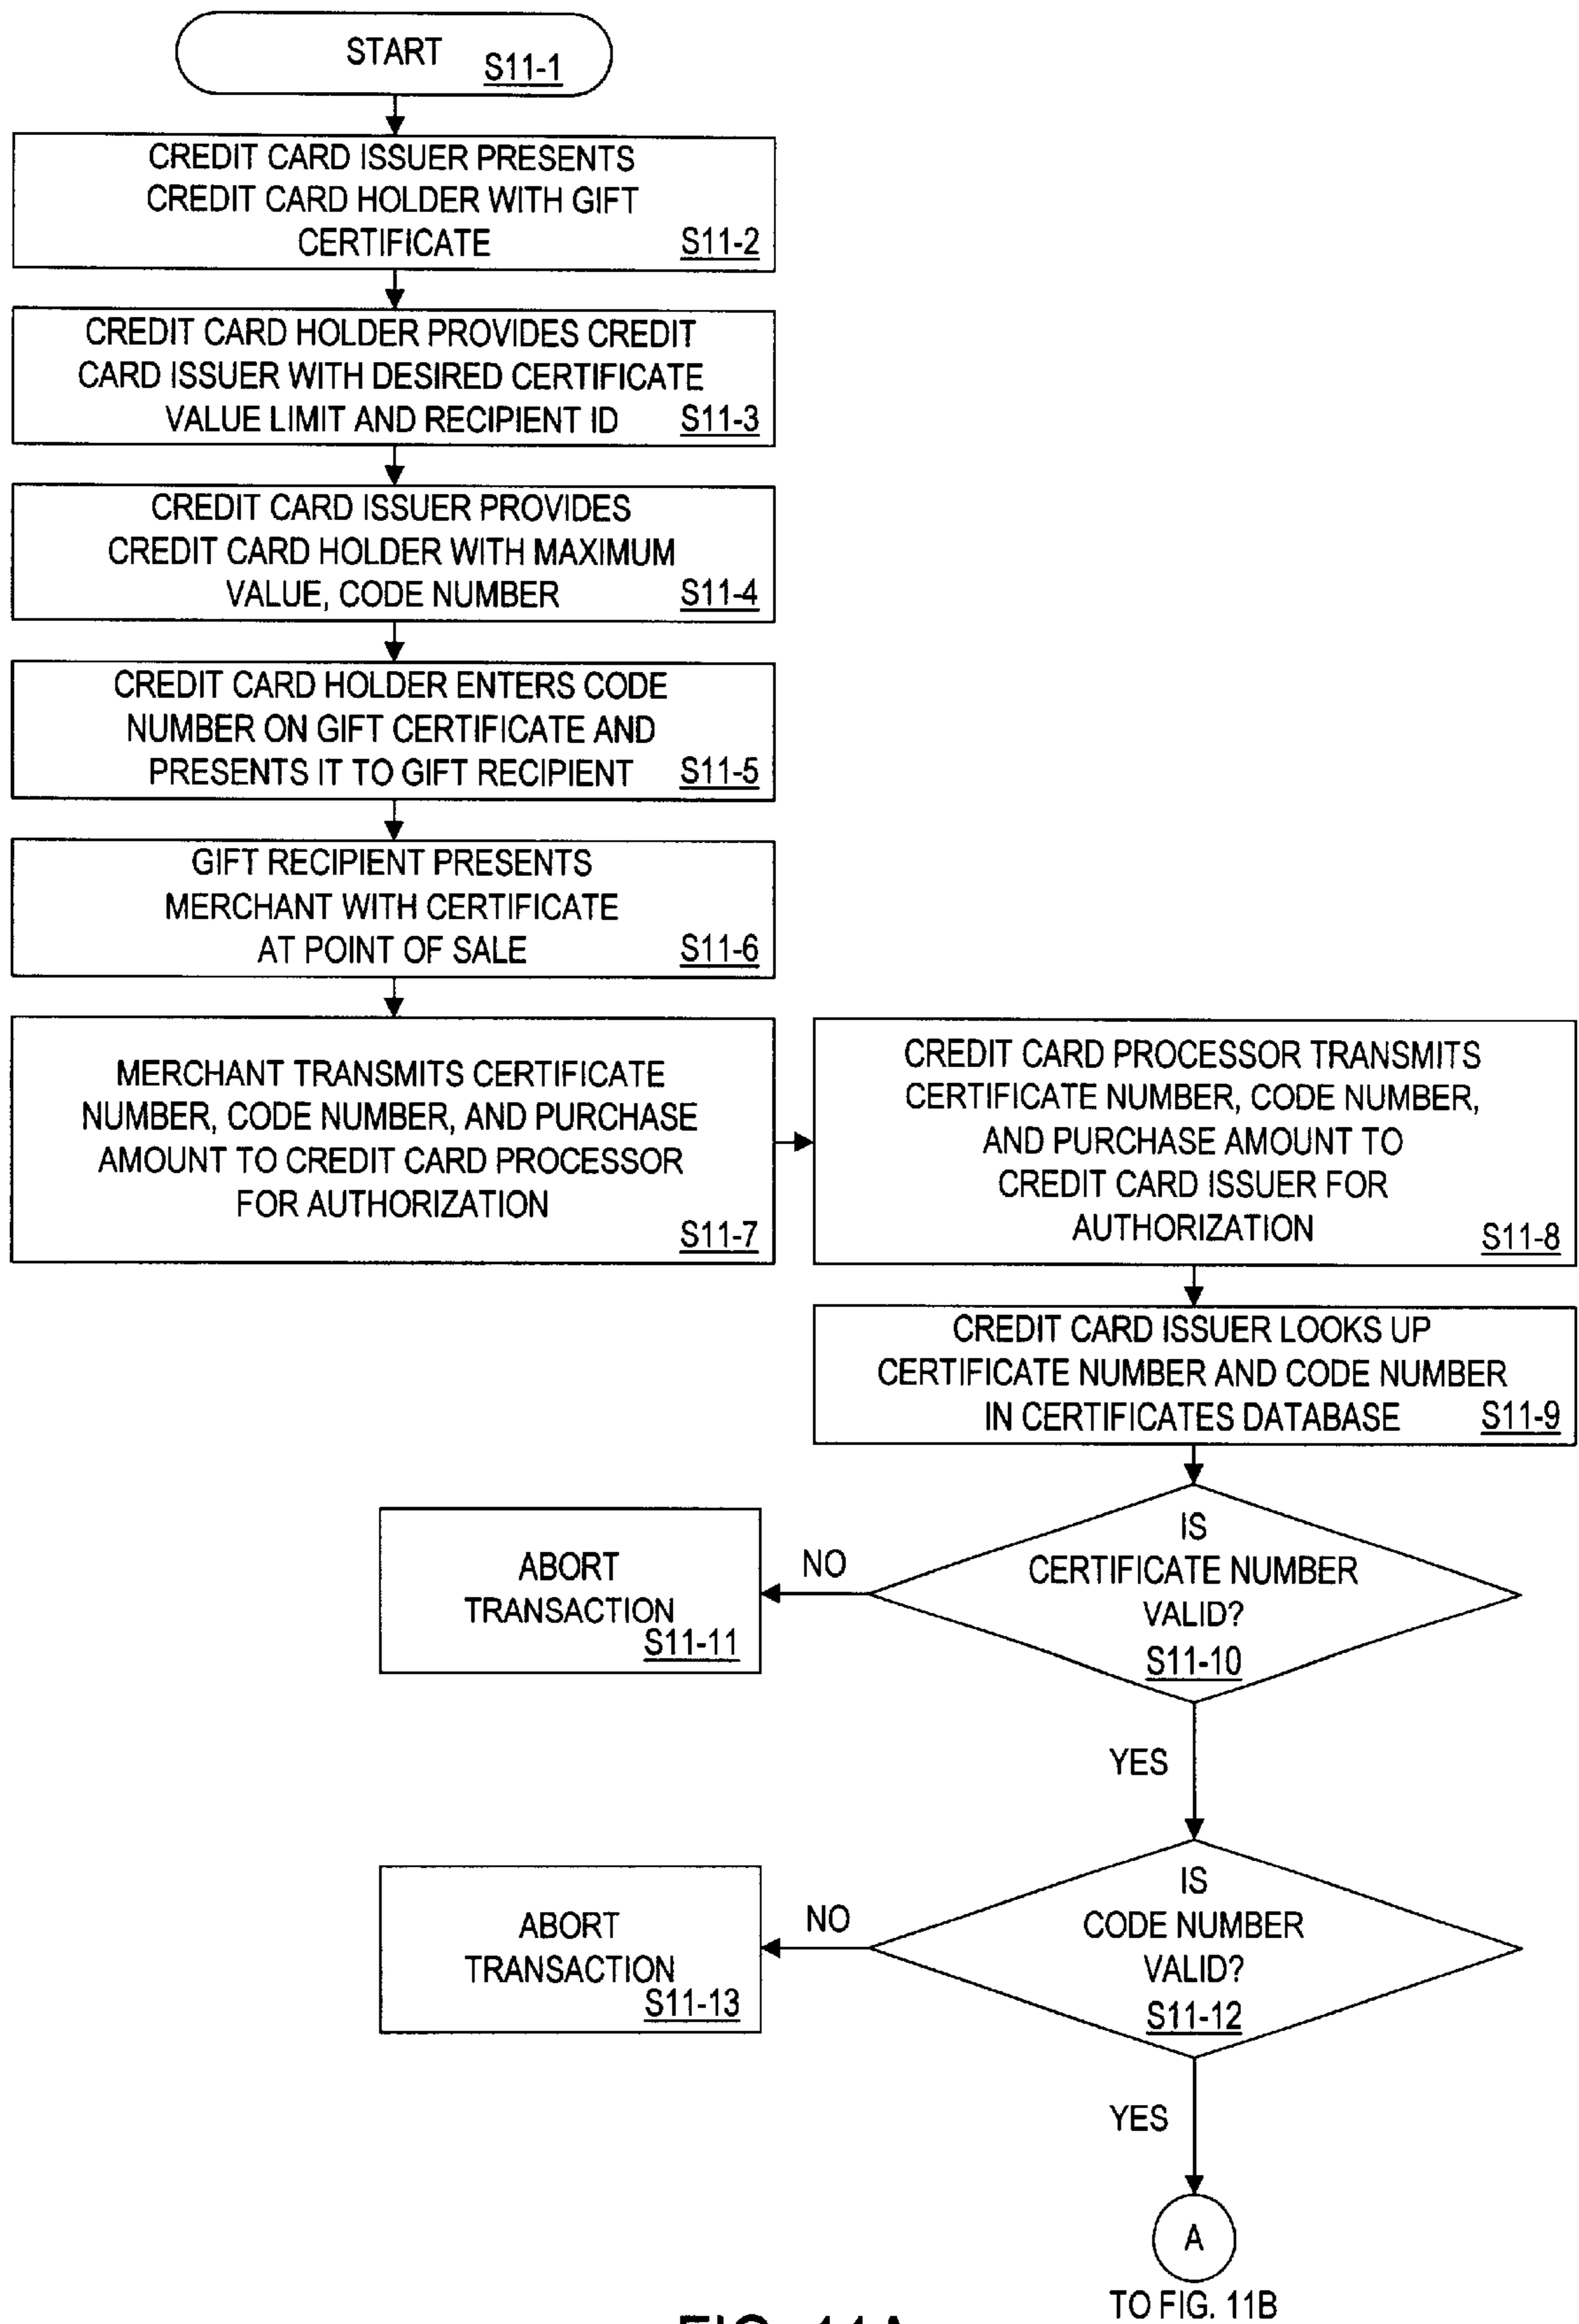 START
S11-1
CREDIT CARD ISSUER PRESENTS
CREDIT CARD HOLDER WITH GIFT
CERTIFICATE
S11-2
CREDIT CARD HOLDER PROVIDES CREDIT
CARD ISSUER WITH DESIRED CERTIFICATE
VALUE LIMIT AND RECIPIENT ID
S11-3
CREDIT CARD ISSUER PROVIDES
CREDIT CARD HOLDER WITH MAXIMUM
VALUE, CODE NUMBER
S11-4
CREDIT CARD HOLDER ENTERS CODE
NUMBER ON GIFT CERTIFICATE AND
PRESENTS IT TO GIFT RECIPIENT
S11-5
GIFT RECIPIENT PRESENTS
MERCHANT WITH CERTIFICATE
AT POINT OF SALE
S11-6
MERCHANT TRANSMITS CERTIFICATE
NUMBER, CODE NUMBER, AND PURCHASE
AMOUNT TO CREDIT CARD PROCESSOR
FOR AUTHORIZATION
S11-7
CREDIT CARD PROCESSOR TRANSMITS
CERTIFICATE NUMBER, CODE NUMBER,
AND PURCHASE AMOUNT TO
CREDIT CARD ISSUER FOR
AUTHORIZATION
S11-8
CREDIT CARD ISSUER LOOKS UP
CERTIFICATE NUMBER AND CODE NUMBER
IN CERTIFICATES DATABASE
S11-9
IS
CERTIFICATE NUMBER
VALID?
S11-10
NO
ABORT
TRANSACTION
S11-11
YES
IS
CODE NUMBER
VALID?
S11-12
NO
ABORT
TRANSACTION
S11-13
YES
A
TO FIG. 11B
FIG. 11A